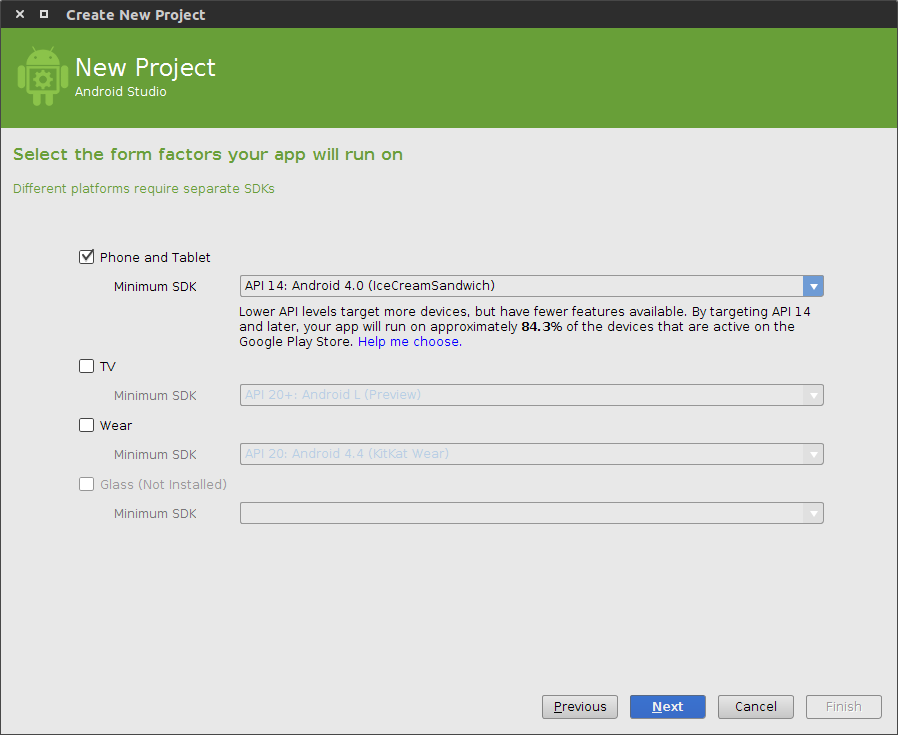 Create New Project
New Project
Android Studio
Select the form factors your app will run on
Different platforms require separate SDKs
Phone and Tablet
Minimum SDK
API 14: Android 4.0 (IceCreamSandwich)
Lower API levels target more devices, but have fewer features available. By targeting API 14
and later, your app will run on approximately 84.3% of the devices that are active on the
Google Play Store. Help me choose.
TV
Minimum SDK
API 20+: Android L (Preview)
Wear
Minimum SDK
API 20: Android 4.4 (KitKat Wear)
Glass (Not Installed)
Minimum SDK
Previous Next Cancel Finish